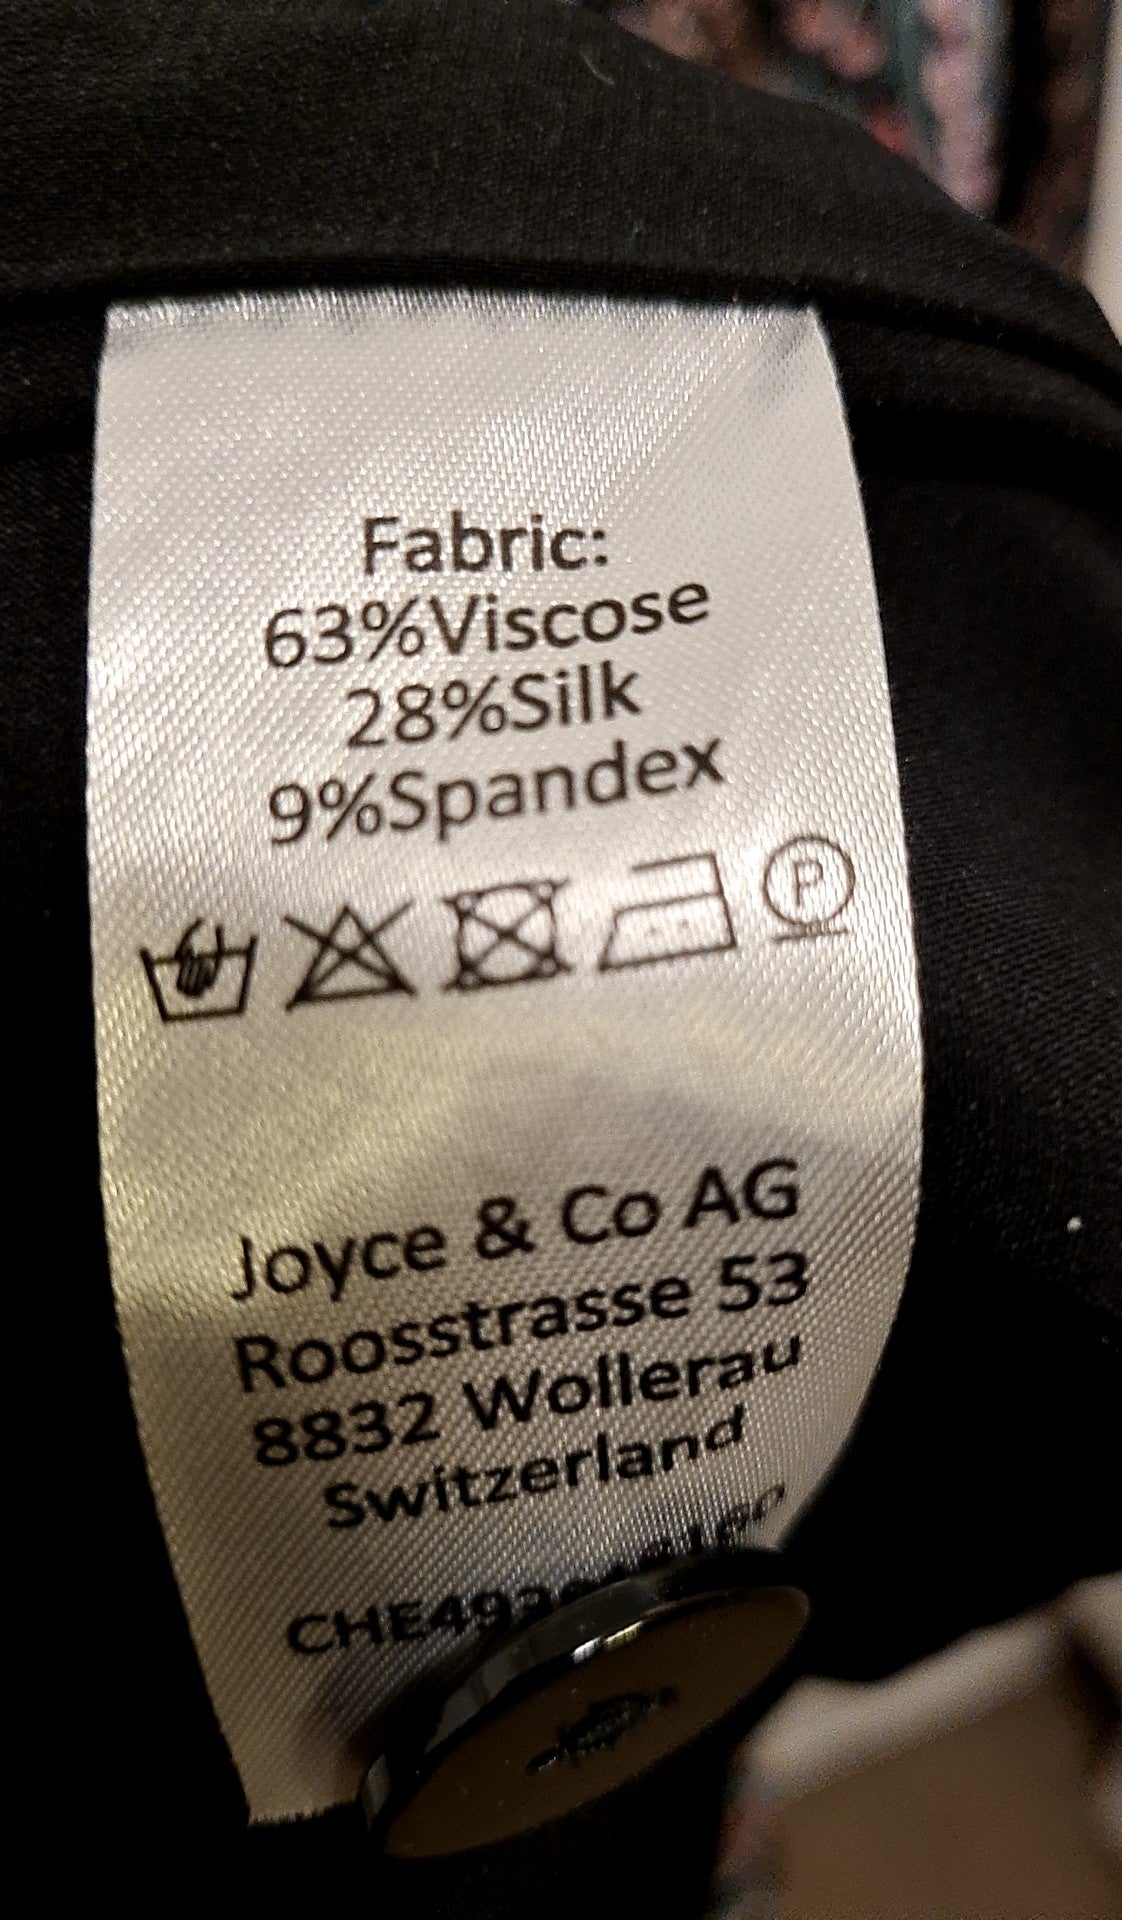 Fabric:
63%Viscose
28%Silk
9%Spandex
P
Joyce & Co AG
Roosstrasse 53
8832 Wollerau
Switzerland